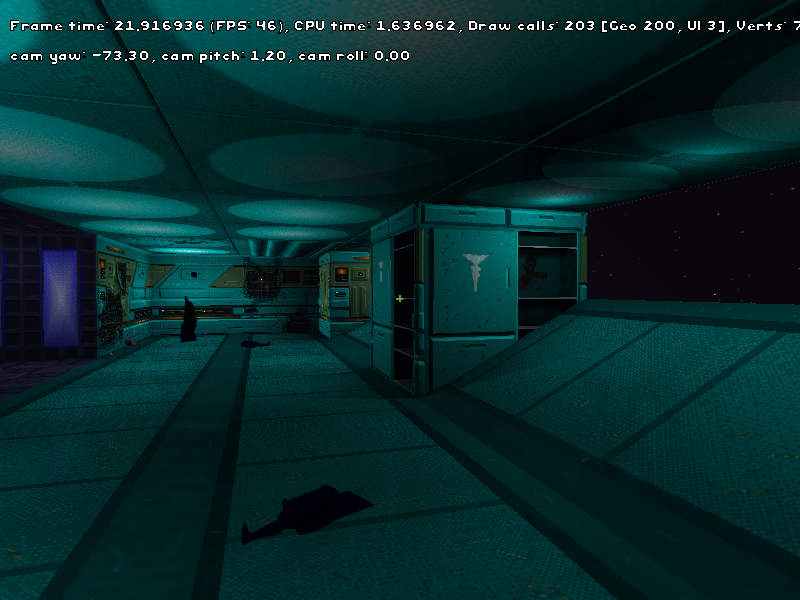 Frame time: 21.916936 (FPS: 46), CPU time: 1.636962, Draw calls: 203 [Geo 200, UI 3], Verts: 7
cam yaw: -73.30, cam pitch: 1.20, cam roll: 0.00